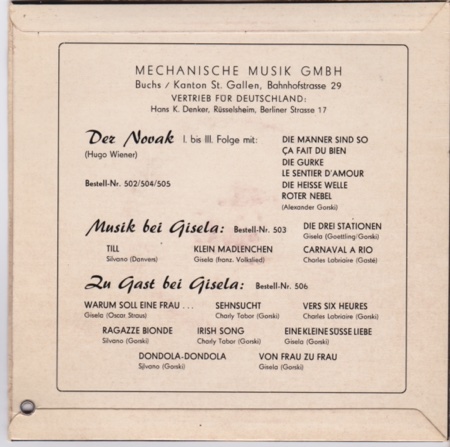 MECHANISCHE MUSIK GMBH
Buchs / Kanton St. Gallen, Bahnhofstrasse 29
VERTRIEB FÜR DEUTSCHLAND:
Hans K. Denker, Rüsselsheim, Berliner Strasse 17
Der Novak I. bis III. Folge mit:
(Hugo Wiener)
Bestell-Nr. 502/504/505
DIE MÄNNER SIND SO
ÇA FAIT DU BIEN
DIE GURKE
LE SENTIER D'AMOUR
DIE HEISSE WELLE
ROTER NEBEL
(Alexander Gorski)
Musik bei Gisela: Bestell-Nr. 503
DIE DREI STATIONEN
Gisela (Goettling/Gorski)
TILL KLEIN MADLENCHEN CARNAVAL A RIO
Silvano (Danvers) Gisela (franz. Volkslied) Charles Labriaire (Gasté)
Zu Gast bei Gisela: Bestell-Nr. 506
WARUM SOLL EINE FRAU . . . SEHNSUCHT VERS SIX HEURES
Gisela (Oscar Straus) Charly Tabor (Gorski) Charles Labriaire (Gorski)
RAGAZZE BIONDE IRISH SONG EINE KLEINE SÜSSE LIEBE
Silvano (Gorski) Charly Tabor (Gorski) Gisela (Gorski)
DONDOLA-DONDOLA VON FRAU ZU FRAU
Silvano (Gorski) Gisela (Gorski)